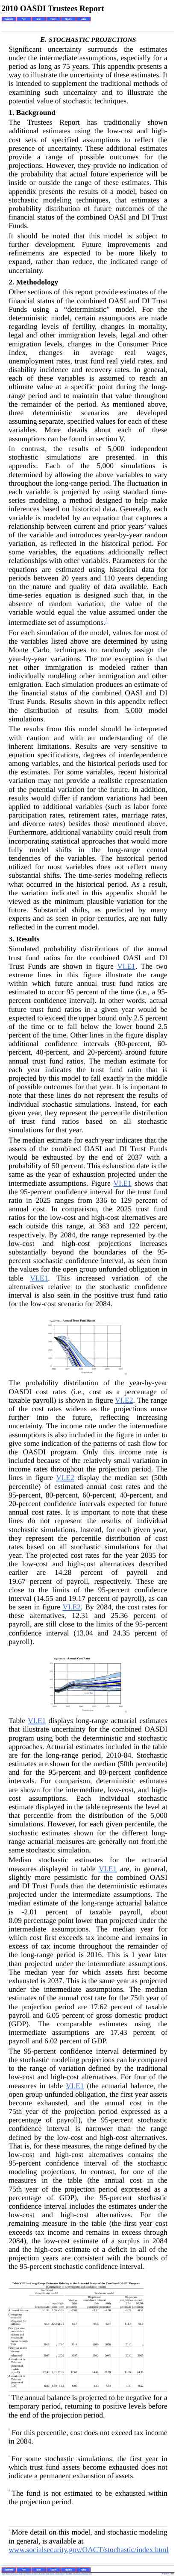 2010 OASDI Trustees Report
E. STOCHASTIC PROJECTIONS
Significant uncertainty surrounds the estimates
under the intermediate assumptions, especially for a
period as long as 75 years. This appendix presents a
way to illustrate the uncertainty of these estimates. It
is intended to supplement the traditional methods of
examining such uncertainty and to illustrate the
potential value of stochastic techniques.
1. Background
The Trustees Report has traditionally shown
additional estimates using the low-cost and high-
cost sets of specified assumptions to reflect the
presence of uncertainty. These additional estimates
provide a range of possible outcomes for the
projections. However, they provide no indication of
the probability that actual future experience will be
inside or outside the range of these estimates. This
appendix presents the results of a model, based on
stochastic modeling techniques, that estimates a
probability distribution of future outcomes of the
financial status of the combined OASI and DI Trust
Funds.
It should be noted that this model is subject to
further development. Future improvements and
refinements are expected to be more likely to
expand, rather than reduce, the indicated range of
uncertainty.
2. Methodology
Other sections of this report provide estimates of the
financial status of the combined OASI and DI Trust
Funds using a “deterministic” model. For the
deterministic model, certain assumptions are made
regarding levels of fertility, changes in mortality,
legal and other immigration levels, legal and other
emigration levels, changes in the Consumer Price
Index, changes in average real wages,
unemployment rates, trust fund real yield rates, and
disability incidence and recovery rates. In general,
each of these variables is assumed to reach an
ultimate value at a specific point during the long-
range period and to maintain that value throughout
the remainder of the period. As mentioned above,
three deterministic scenarios are developed
assuming separate, specified values for each of these
variables. More details about each of these
assumptions can be found in section V.
In contrast, the results of 5,000 independent
stochastic simulations are presented in this
appendix. Each of the 5,000 simulations is
determined by allowing the above variables to vary
throughout the long-range period. The fluctuation in
each variable is projected by using standard time-
series modeling, a method designed to help make
inferences based on historical data. Generally, each
variable is modeled by an equation that captures a
relationship between current and prior years’ values
of the variable and introduces year-by-year random
variation, as reflected in the historical period. For
some variables, the equations additionally reflect
relationships with other variables. Parameters for the
equations are estimated using historical data for
periods between 20 years and 110 years depending
on the nature and quality of data available. Each
time-series equation is designed such that, in the
absence of random variation, the value of the
variable would equal the value assumed under the
intermediate set of assumptions.1
For each simulation of the model, values for most of
the variables listed above are determined by using
Monte Carlo techniques to randomly assign the
year-by-year variations. The one exception is that
net other immigration is modeled rather than
individually modeling other immigration and other
emigration. Each simulation produces an estimate of
the financial status of the combined OASI and DI
Trust Funds. Results shown in this appendix reflect
the distribution of results from 5,000 model
simulations.
The results from this model should be interpreted
with caution and with an understanding of the
inherent limitations. Results are very sensitive to
equation specifications, degrees of interdependence
among variables, and the historical periods used for
the estimates. For some variables, recent historical
variation may not provide a realistic representation
of the potential variation for the future. In addition,
results would differ if random variations had been
applied to additional variables (such as labor force
participation rates, retirement rates, marriage rates,
and divorce rates) besides those mentioned above.
Furthermore, additional variability could result from
incorporating statistical approaches that would more
fully model shifts in the long-range central
tendencies of the variables. The historical period
utilized for most variables does not reflect many
substantial shifts. The time-series modeling reflects
what occurred in the historical period. As a result,
the variation indicated in this appendix should be
viewed as the minimum plausible variation for the
future. Substantial shifts, as predicted by many
experts and as seen in prior centuries, are not fully
reflected in the current model.
3. Results
Simulated probability distributions of the annual
trust fund ratios for the combined OASI and DI
Trust Funds are shown in figure VI.E1. The two
extreme lines in this figure illustrate the range
within which future annual trust fund ratios are
estimated to occur 95 percent of the time (i.e., a 95-
percent confidence interval). In other words, actual
future trust fund ratios in a given year would be
expected to exceed the upper bound only 2.5 percent
of the time or to fall below the lower bound 2.5
percent of the time. Other lines in the figure display
additional confidence intervals (80-percent, 60-
percent, 40-percent, and 20-percent) around future
annual trust fund ratios. The median estimate for
each year indicates the trust fund ratio that is
projected by this model to fall exactly in the middle
of possible outcomes for that year. It is important to
note that these lines do not represent the results of
individual stochastic simulations. Instead, for each
given year, they represent the percentile distribution
of trust fund ratios based on all stochastic
simulations for that year.
The median estimate for each year indicates that the
assets of the combined OASI and DI Trust Funds
would be exhausted by the end of 2037 with a
probability of 50 percent. This exhaustion date is the
same as the year of exhaustion projected under the
intermediate assumptions. Figure VI.E1 shows that
the 95-percent confidence interval for the trust fund
ratio in 2025 ranges from 336 to 129 percent of
annual cost. In comparison, the 2025 trust fund
ratios for the low-cost and high-cost alternatives are
each outside this range, at 363 and 122 percent,
respectively. By 2084, the range represented by the
low-cost and high-cost projections increases
substantially beyond the boundaries of the 95-
percent stochastic confidence interval, as seen from
the values for the open group unfunded obligation in
table VI.E1. This increased variation of the
alternatives relative to the stochastic confidence
interval is due to the large positive trust fund level
for the low-cost scenario for 2084.
The probability distribution of the year-by-year
OASDI cost rates (i.e., cost as a percentage of
taxable payroll) is shown in figure VI.E2. The range
of the cost rates widens as the projections move
further into the future, reflecting increasing
uncertainty. The income rate under intermediate
assumptions is also included in the figure in order to
give some indication of the patterns of cash flow for
the OASDI program. Only this income rate is
included because of the relatively small variation in
income rates throughout the projection period. The
lines in figure VI.E2 display the median set (50th
percentile) of estimated annual cost rates and the
95-percent, 80-percent, 60-percent, 40-percent, and
20-percent confidence intervals expected for future
annual cost rates. It is important to note that these
lines do not represent the results of individual
stochastic simulations. Instead, for each given year,
they represent the percentile distribution of cost
rates based on all stochastic simulations for that
year. The projected cost rates for the year 2035 for
the low-cost and high-cost alternatives described
earlier are 14.28 percent of payroll and
19.67 percent of payroll, respectively. These are
close to the limits of the 95-percent confidence
interval (14.55 and 19.17 percent of payroll), as can
be seen in figure VI.E2. By 2084, the cost rates for
these alternatives, 12.31 and 25.36 percent of
payroll, are still close to the limits of the 95-percent
confidence interval (13.04 and 24.35 percent of
payroll).
Table VI.E1 displays long-range actuarial estimates
that illustrate uncertainty for the combined OASDI
program using both the deterministic and stochastic
approaches. Actuarial estimates included in the table
are for the long-range period, 2010-84. Stochastic
estimates are shown for the median (50th percentile)
and for the 95-percent and 80-percent confidence
intervals. For comparison, deterministic estimates
are shown for the intermediate, low-cost, and high-
cost assumptions. Each individual stochastic
estimate displayed in the table represents the level at
that percentile from the distribution of the 5,000
simulations. However, for each given percentile, the
stochastic estimates shown for the different long-
range actuarial measures are generally not from the
same stochastic simulation.
Median stochastic estimates for the actuarial
measures displayed in table VI.E1 are, in general,
slightly more pessimistic for the combined OASI
and DI Trust Funds than the deterministic estimates
projected under the intermediate assumptions. The
median estimate of the long-range actuarial balance
is -2.01 percent of taxable payroll, about
0.09 percentage point lower than projected under the
intermediate assumptions. The median year for
which cost first exceeds tax income and remains in
excess of tax income throughout the remainder of
the long-range period is 2016. This is 1 year later
than projected under the intermediate assumptions.
The median year for which assets first become
exhausted is 2037. This is the same as was projected
under the intermediate assumptions. The median
estimates of the annual cost rate for the 75th year of
the projection period are 17.62 percent of taxable
payroll and 6.05 percent of gross domestic product
(GDP). The comparable estimates using the
intermediate assumptions are 17.43 percent of
payroll and 6.02 percent of GDP.
The 95-percent confidence interval determined by
the stochastic modeling projections can be compared
to the range of variation defined by the traditional
low-cost and high-cost alternatives. For four of the
measures in table VI.E1 (the actuarial balance, the
open group unfunded obligation, the first year assets
become exhausted, and the annual cost in the
75th year of the projection period expressed as a
percentage of payroll), the 95-percent stochastic
confidence interval is narrower than the range
defined by the low-cost and high-cost alternatives.
That is, for these measures, the range defined by the
low-cost and high-cost alternatives contains the
95-percent confidence interval of the stochastic
modeling projections. In contrast, for one of the
measures in the table (the annual cost in the
75th year of the projection period expressed as a
percentage of GDP), the 95-percent stochastic
confidence interval includes the estimates under the
low-cost and high-cost alternatives. For the
remaining measure in the table (the first year cost
exceeds tax income and remains in excess through
2084), the low-cost estimate of a surplus in 2084
and the high-cost estimate of a deficit in all of the
years of the projection period are both consistent
with the 95-percent stochastic confidence interval.
The annual balance is projected to be negative for a
temporary period, returning to positive levels before
the end of the projection period.
For this percentile, cost does not exceed tax income
in 2084.
For some stochastic simulations, the first year in
which trust fund assets become exhausted does not
indicate a permanent exhaustion of assets.
The fund is not estimated to be exhausted within
the projection period.
More detail on this model, and stochastic modeling
in general, is available at
www.socialsecurity.gov/OACT/stochastic/index.html